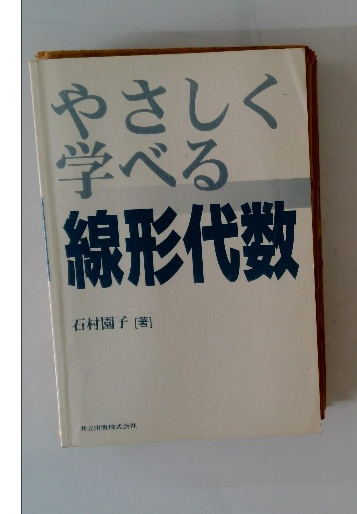 やさしく
学べる
線形代数
石村園子 [著]
共立出版株式会社